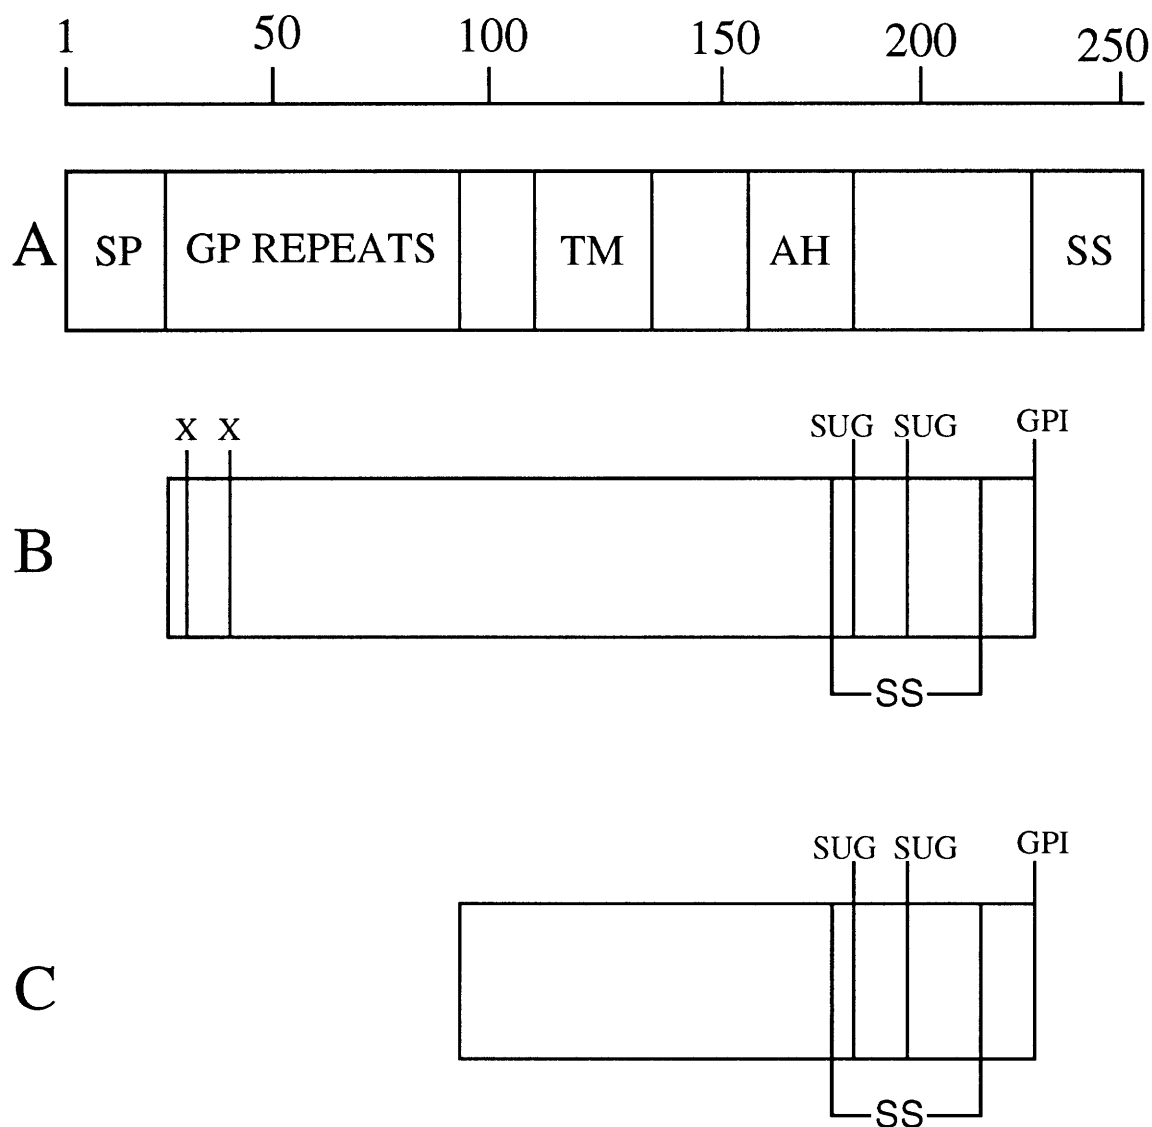 1 50 100 150 200 250
A SP GP REPEATS TM AH SS
X X SUG SUG GPI
B
SS
SUG SUG GPI
C
SS